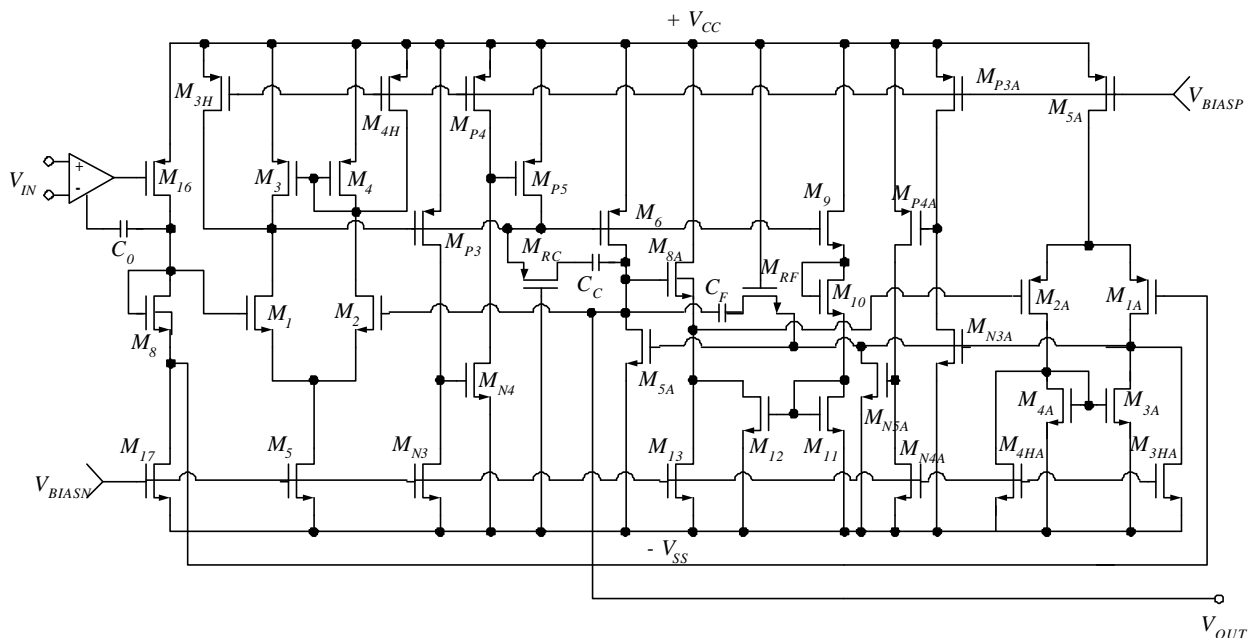 + V_CC
M_3H
M_4H
M_P4
M_P3A
M_5A
V_BIASP
V_IN
+
-
M_16
M_3
M_4
M_P5
M_9
M_P4A
M_6
C_0
M_P3
M_RC
M_8A
M_RF
C_C
C_F
M_10
M_2A
M_1A
M_1
M_2
M_8
M_N3A
M_5A
M_N4
M_N5A
M_4A
M_3A
M_17
M_5
M_N3
M_13
M_12
M_11
M_N4A
M_4HA
M_3HA
V_BIASN
- V_SS
V_OUT